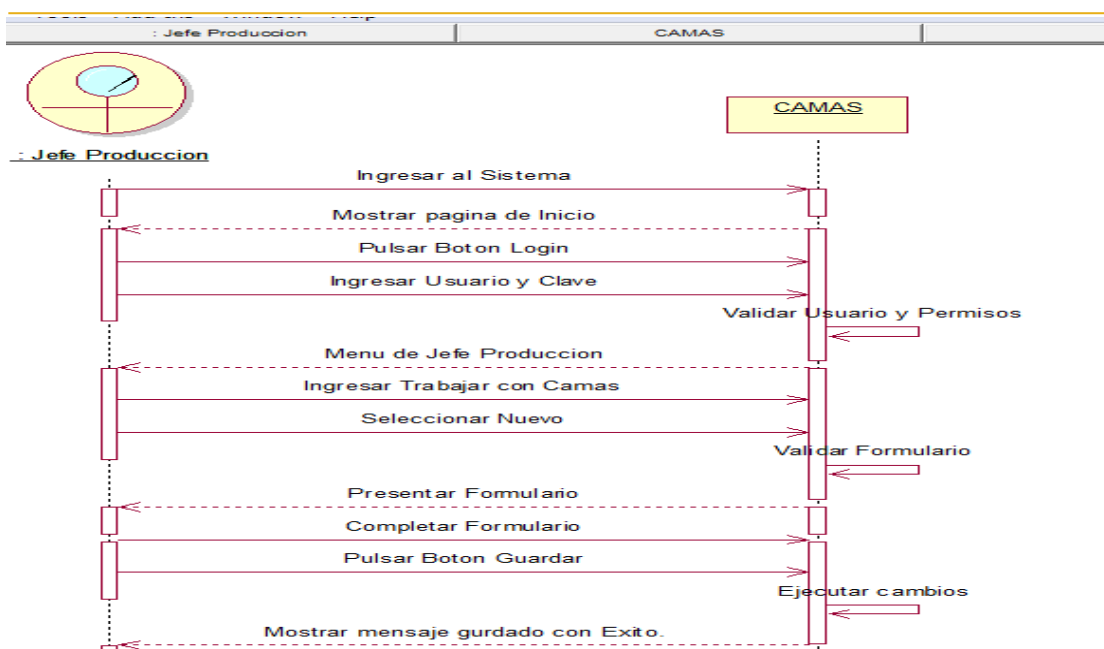 : Jefe Produccion
CAMAS
CAMAS
: Jefe Produccion
Ingresar al Sistema
Mostrar pagina de Inicio
Pulsar Boton Login
Ingresar Usuario y Clave
Validar Usuario y Permisos
Menu de Jefe Produccion
Ingresar Trabajar con Camas
Seleccionar Nuevo
Validar Formulario
Presentar Formulario
Completar Formulario
Pulsar Boton Guardar
Ejecutar cambios
Mostrar mensaje gurdado con Exito.